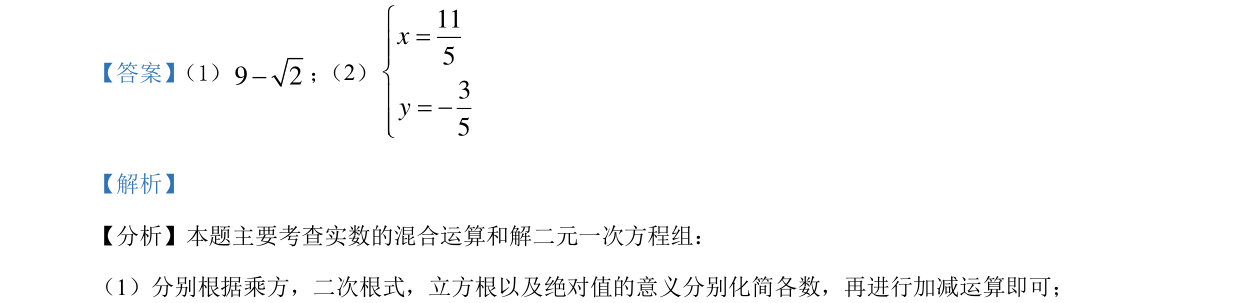 【答案】（1）9－√2；（2）{x = 11/5
y = －3/5
【解析】
【分析】本题主要考查实数的混合运算和解二元一次方程组：
（1）分别根据乘方，二次根式，立方根以及绝对值的意义分别化简各数，再进行加减运算即可；